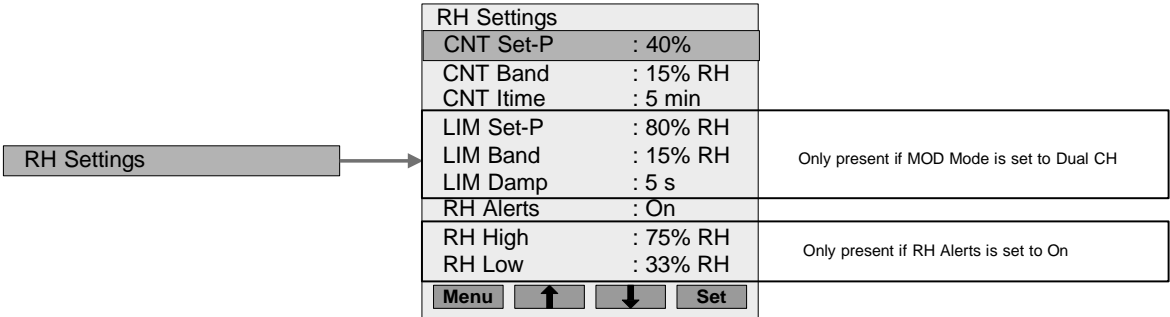 RH Settings
CNT Set-P : 40%
CNT Band : 15% RH
CNT Itime : 5 min
LIM Set-P : 80% RH
LIM Band : 15% RH
LIM Damp : 5 s
RH Alerts : On
RH High : 75% RH
RH Low : 33% RH
Menu Set
RH Settings
Only present if MOD Mode is set to Dual CH
Only present if RH Alerts is set to On